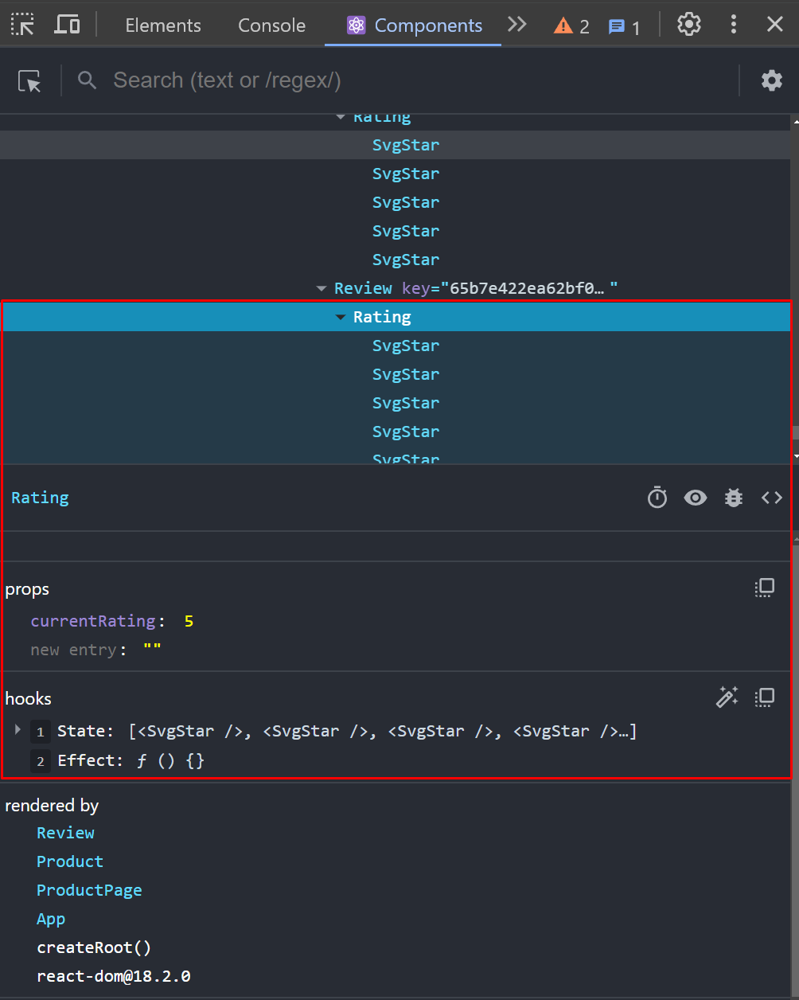 Elements Console Components 2 1
Search (text or /regex/)
Rating
SvgStar
SvgStar
SvgStar
SvgStar
SvgStar
Review key="65b7e422ea62bf0…"
Rating
SvgStar
SvgStar
SvgStar
SvgStar
SvgStar
Rating
props
currentRating: 5
new entry: ""
hooks
1 State: [<SvgStar />, <SvgStar />, <SvgStar />, <SvgStar />…]
2 Effect: ƒ () {}
rendered by
Review
Product
ProductPage
App
createRoot()
react-dom@18.2.0